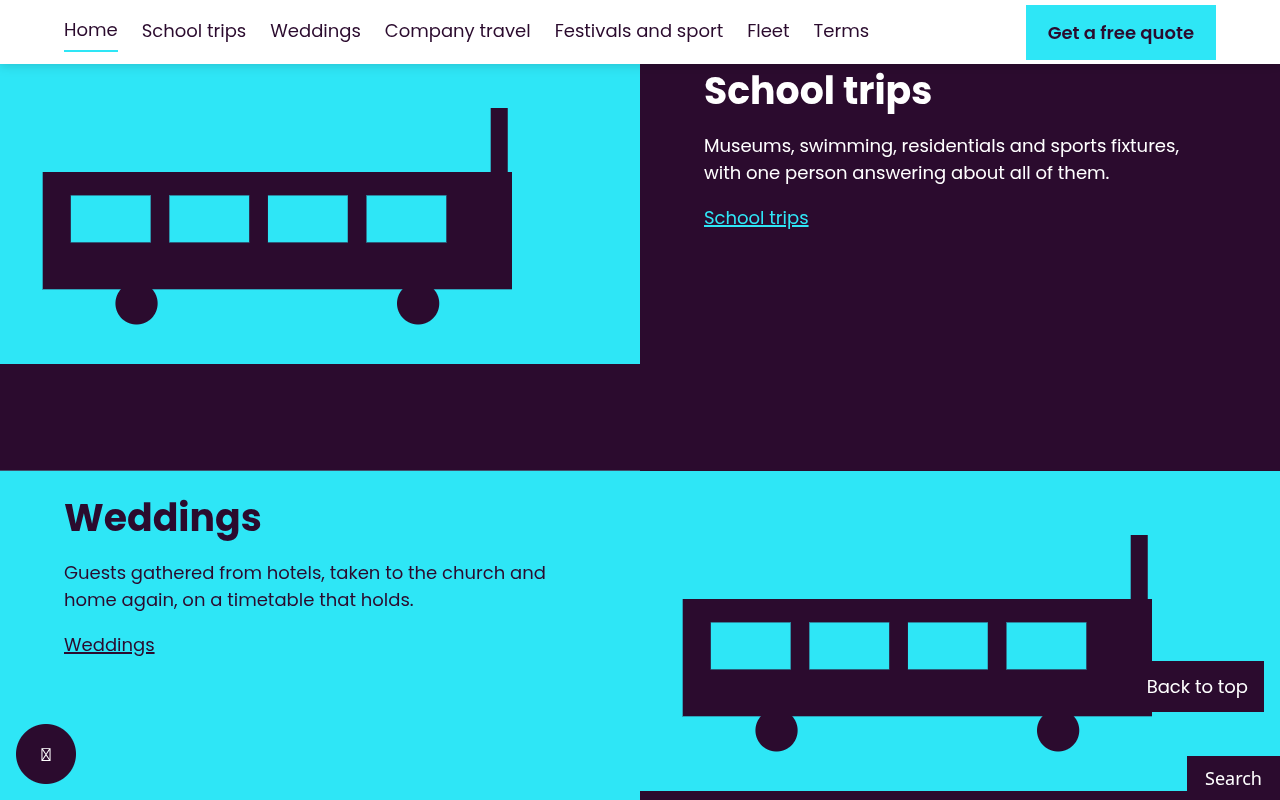 Home School trips Weddings Company travel Festivals and sport Fleet Terms Get a free quote
School trips
Museums, swimming, residentials and sports fixtures,
with one person answering about all of them.
School trips
Weddings
Guests gathered from hotels, taken to the church and
home again, on a timetable that holds.
Weddings
Back to top
Search